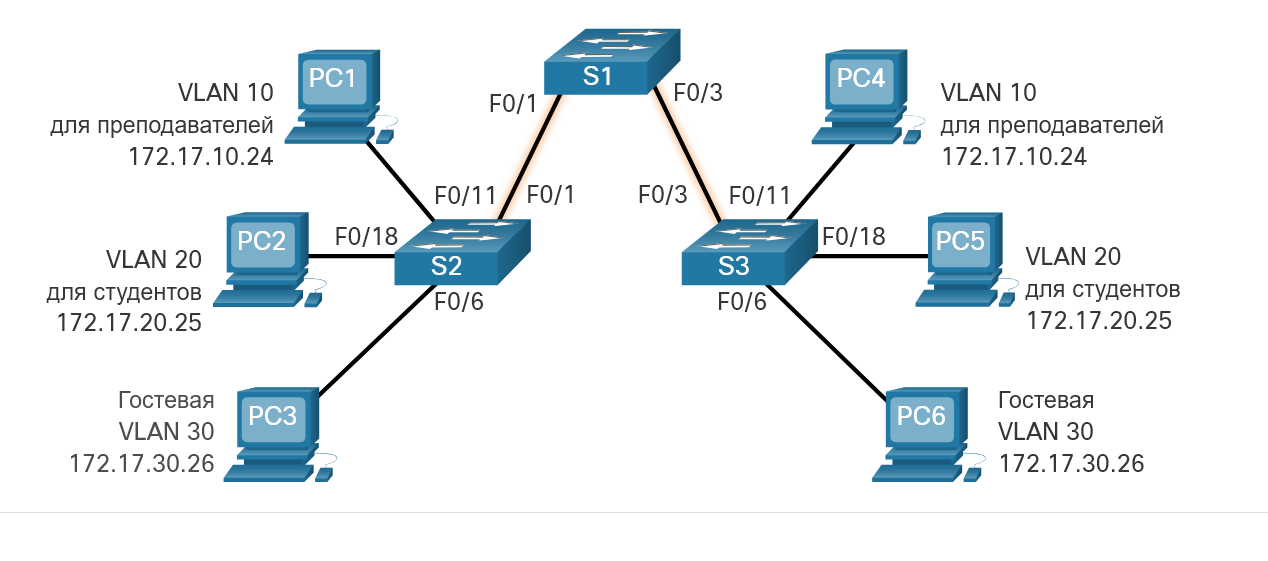 S1
F0/1
F0/3
PC1
VLAN 10
для преподавателей
172.17.10.24
PC4
VLAN 10
для преподавателей
172.17.10.24
F0/11
F0/1
F0/3
F0/11
PC2
VLAN 20
для студентов
172.17.20.25
F0/18
S2
F0/6
S3
F0/18
F0/6
PC5
VLAN 20
для студентов
172.17.20.25
Гостевая
VLAN 30
172.17.30.26
PC3
PC6
Гостевая
VLAN 30
172.17.30.26